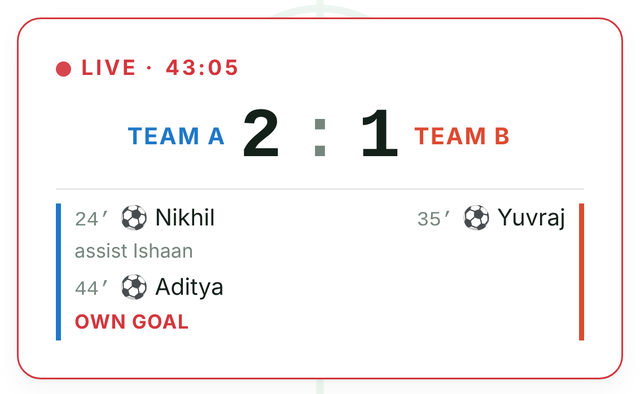 LIVE · 43:05
TEAM A 2 : 1 TEAM B
24′ ⚽ Nikhil
assist Ishaan
44′ ⚽ Aditya
OWN GOAL
35′ ⚽ Yuvraj